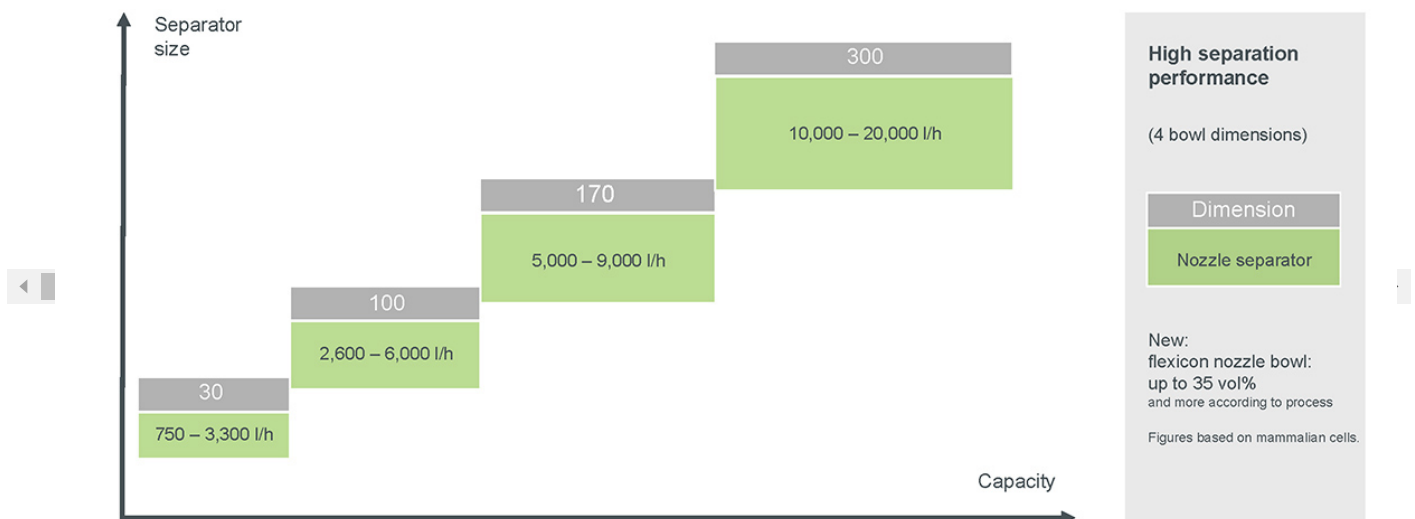 Separator
size
300
10,000 – 20,000 l/h
170
5,000 – 9,000 l/h
100
2,600 – 6,000 l/h
30
750 – 3,300 l/h
Capacity
High separation
performance
(4 bowl dimensions)
Dimension
Nozzle separator
New:
flexicon nozzle bowl:
up to 35 vol%
and more according to process
Figures based on mammalian cells.